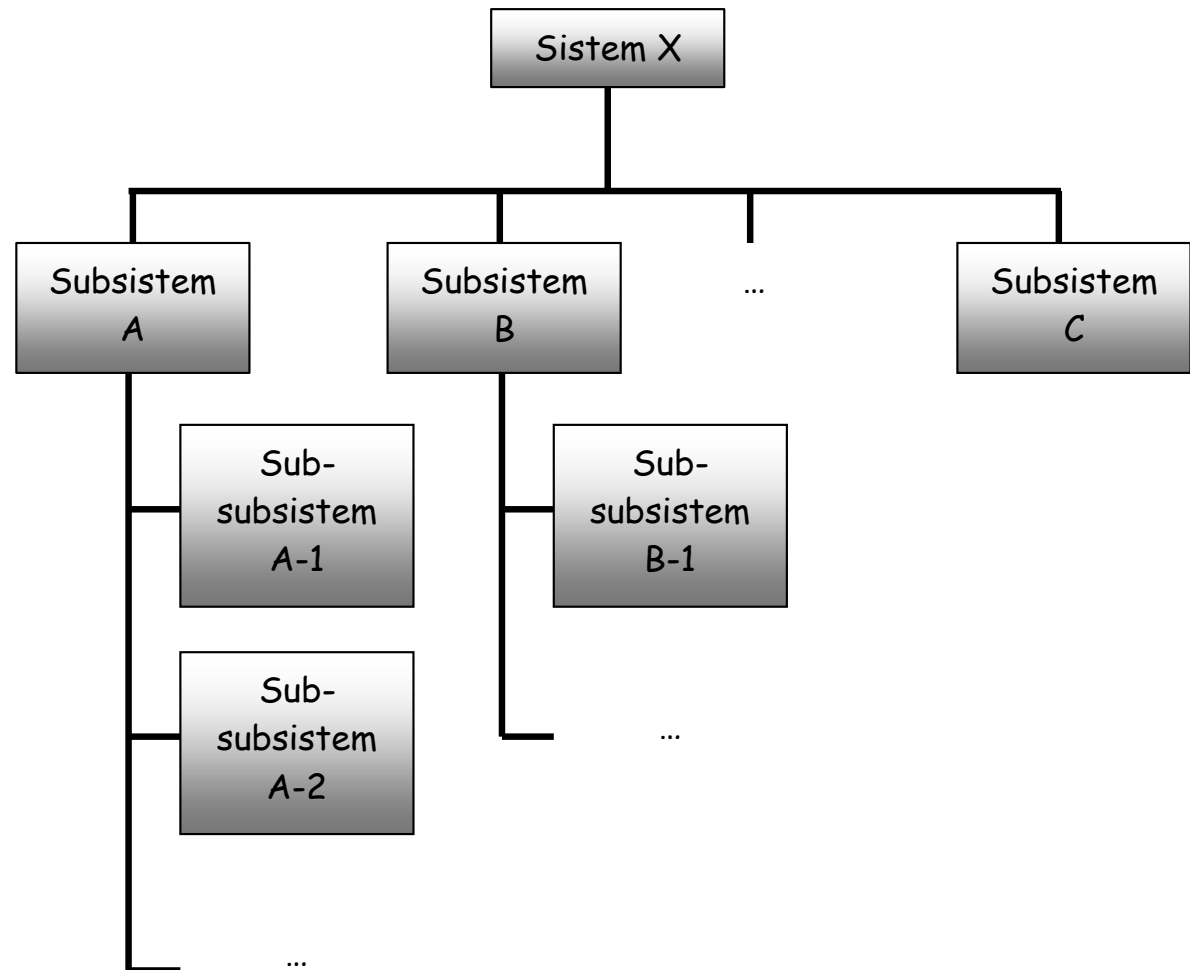 Sistem X
Subsistem
A
Subsistem
B
...
Subsistem
C
Sub-
subsistem
A-1
Sub-
subsistem
B-1
Sub-
subsistem
A-2
...
...